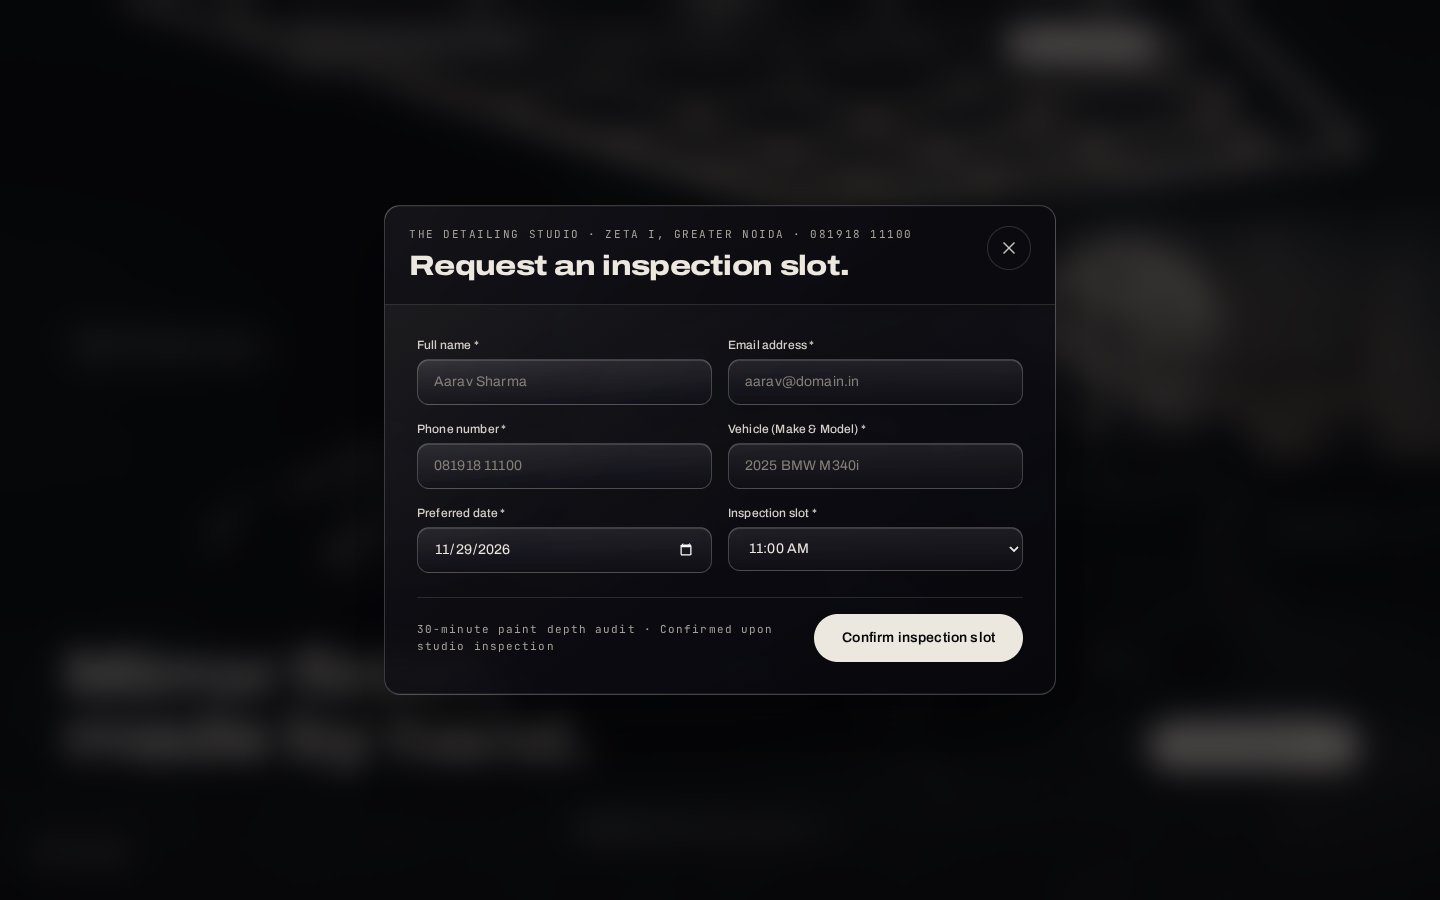 THE DETAILING STUDIO · ZETA I, GREATER NOIDA · 081918 11100
Request an inspection slot.
Full name *
Email address *
Aarav Sharma
aarav@domain.in
Phone number *
Vehicle (Make & Model) *
081918 11100
2025 BMW M340i
Preferred date *
Inspection slot *
11/29/2026
11:00 AM
30-minute paint depth audit · Confirmed upon
studio inspection
Confirm inspection slot